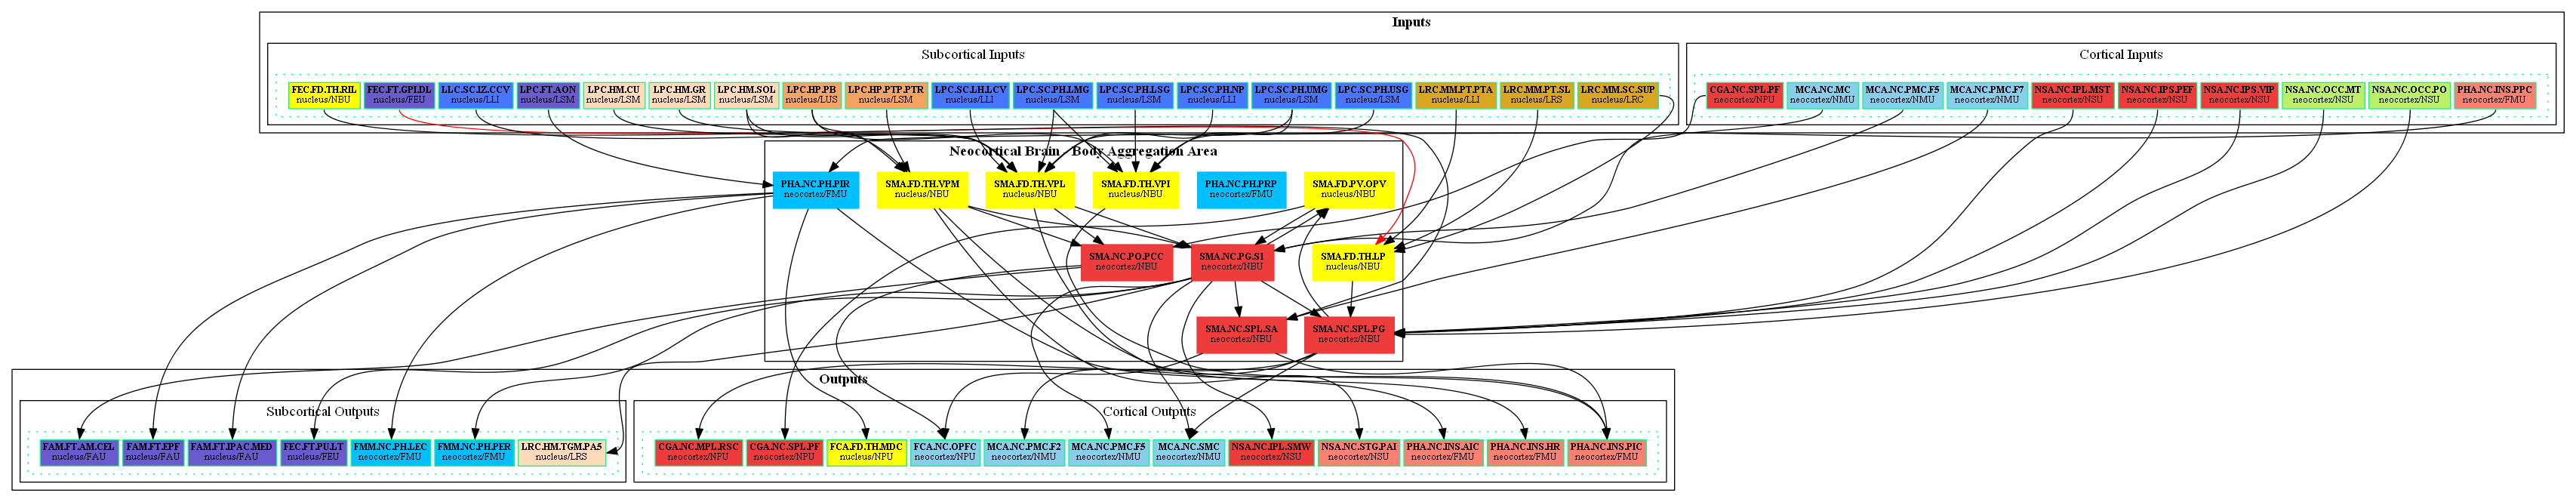 Inputs
Subcortical Inputs
Cortical Inputs
FEC.FD.TH.RIL
nucleus/NBU
FEC.FT.GPI.DL
nucleus/FEU
LLC.SC.IZ.CCV
nucleus/LLI
LPC.FT.AON
nucleus/LSM
LPC.HM.CU
nucleus/LSM
LPC.HM.GR
nucleus/LSM
LPC.HM.SOL
nucleus/LSM
LPC.HP.PB
nucleus/LUS
LPC.HP.PTP.PTR
nucleus/LSM
LPC.SC.LH.LCV
nucleus/LLI
LPC.SC.PH.LMG
nucleus/LSM
LPC.SC.PH.LSG
nucleus/LSM
LPC.SC.PH.NP
nucleus/LLI
LPC.SC.PH.UMG
nucleus/LSM
LPC.SC.PH.USG
nucleus/LSM
LRC.MM.PT.PTA
nucleus/LLI
LRC.MM.PT.SL
nucleus/LRS
LRC.MM.SC.SUP
nucleus/LRC
CGA.NC.SPL.PF
neocortex/NPU
MCA.NC.MC
neocortex/NMU
MCA.NC.PMC.F5
neocortex/NMU
MCA.NC.PMC.F7
neocortex/NMU
NSA.NC.IPL.MST
neocortex/NSU
NSA.NC.IPS.PEF
neocortex/NSU
NSA.NC.IPS.VIP
neocortex/NSU
NSA.NC.OCC.MT
neocortex/NSU
NSA.NC.OCC.PO
neocortex/NSU
PHA.NC.INS.PPC
neocortex/FMU
Neocortical Brain - Body Aggregation Area
PHA.NC.PH.PIR
neocortex/FMU
SMA.FD.TH.VPM
nucleus/NBU
SMA.FD.TH.VPL
nucleus/NBU
SMA.FD.TH.VPI
nucleus/NBU
PHA.NC.PH.PRP
neocortex/FMU
SMA.FD.PV.OPV
nucleus/NBU
SMA.NC.PO.PCC
neocortex/NBU
SMA.NC.PG.S1
neocortex/NBU
SMA.FD.TH.LP
nucleus/NBU
SMA.NC.SPL.SA
neocortex/NBU
SMA.NC.SPL.PG
neocortex/NBU
Outputs
Subcortical Outputs
Cortical Outputs
FAM.FT.AM.CEL
nucleus/FAU
FAM.FT.EPF
nucleus/FAU
FAM.FT.IPAC.MED
nucleus/FAU
FEC.FT.PU.LT
nucleus/FEU
FMM.NC.PH.LEC
neocortex/FMU
FMM.NC.PH.PER
neocortex/FMU
LRC.HM.TGM.PA5
nucleus/LRS
CGA.NC.MPL.RSC
neocortex/NPU
CGA.NC.SPL.PF
neocortex/NPU
FCA.FD.TH.MDC
nucleus/NPU
FCA.NC.OPFC
neocortex/NPU
MCA.NC.PMC.F2
neocortex/NMU
MCA.NC.PMC.F5
neocortex/NMU
MCA.NC.SMC
neocortex/NMU
NSA.NC.IPL.SMW
neocortex/NSU
NSA.NC.STG.PAI
neocortex/NSU
PHA.NC.INS.AIC
neocortex/FMU
PHA.NC.INS.HR
neocortex/FMU
PHA.NC.INS.PIC
neocortex/FMU